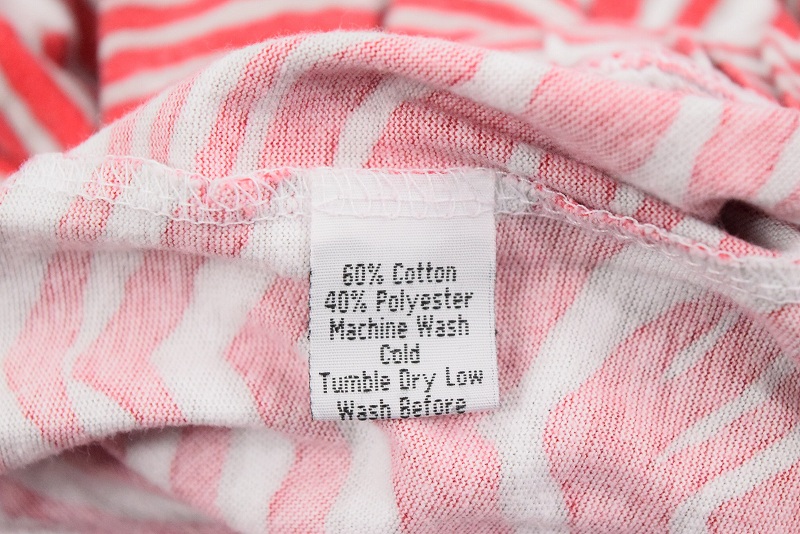 60% Cotton
40% Polyester
Machine Wash
Cold
Tumble Dry Low
Wash Before